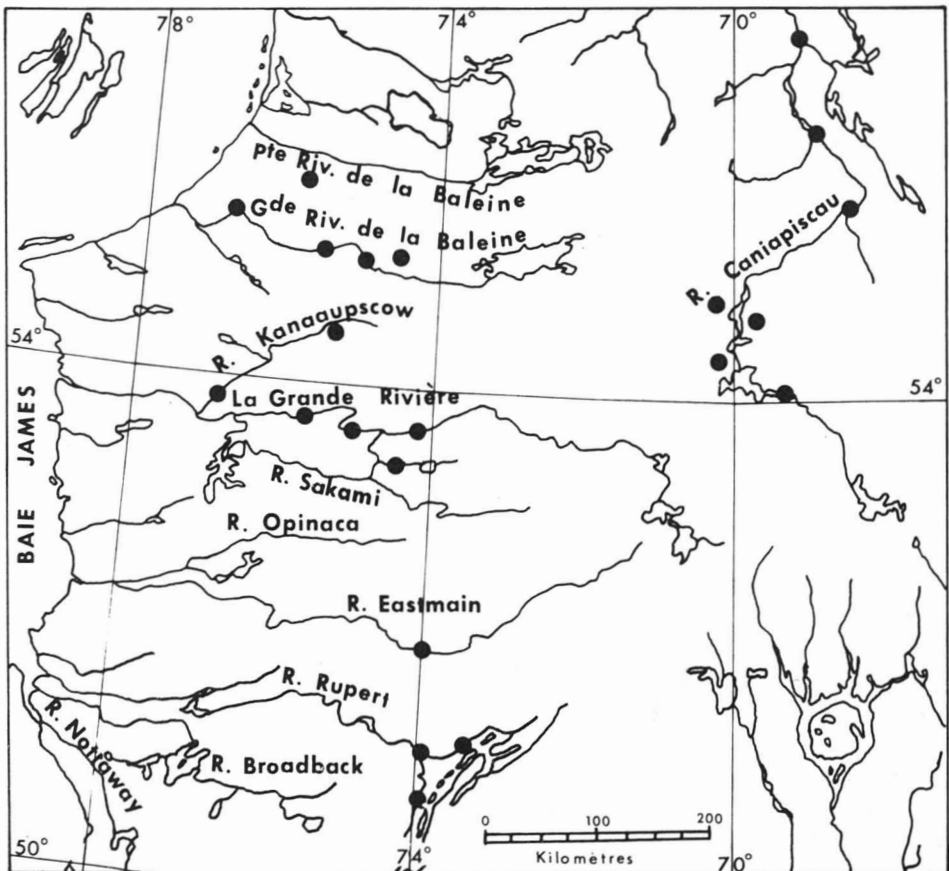 78°
74°
70°
pte Riv. de la Baleine
Gde Riv. de la Baleine
R. Caniapiscau
R. Kanaaupscow
54°
54°
La Grande Rivière
BAIE JAMES
R. Sakami
R. Opinaca
R. Eastmain
R. Rupert
R. Nottaway
R. Broadback
0 100 200
Kilomètres
50°
74°
70°